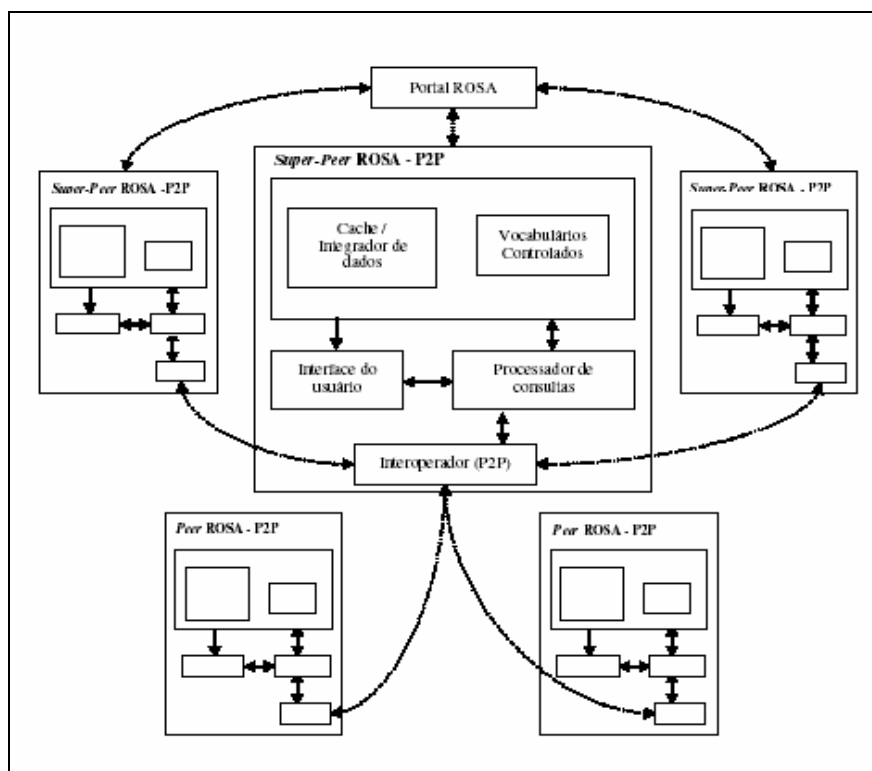 Portal ROSA
Super-Peer ROSA - P2P
Super-Peer ROSA -P2P
Super-Peer ROSA - P2P
Cache /
Integrador de
dados
Vocabulários
Controlados
Interface do
usuário
Processador de
consultas
Interoperador (P2P)
Peer ROSA - P2P
Peer ROSA - P2P